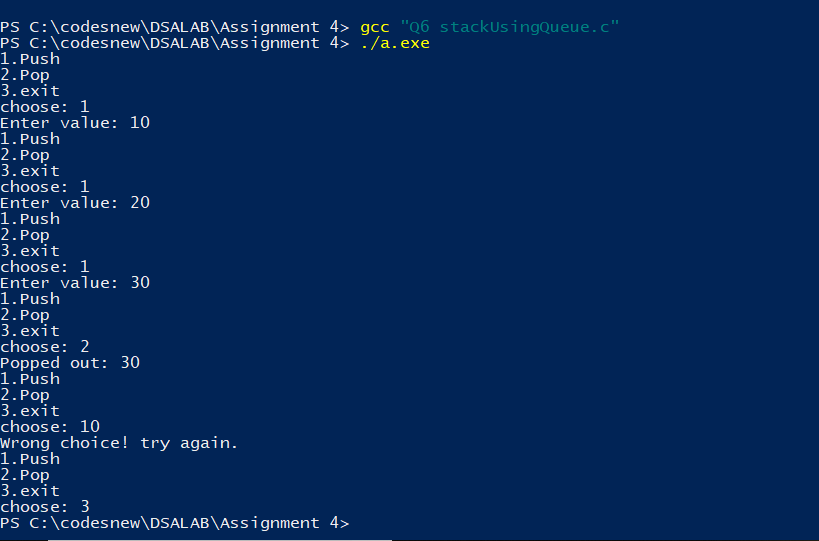 PS C:\codesnew\DSALAB\Assignment 4> gcc "Q6 stackUsingQueue.c"
PS C:\codesnew\DSALAB\Assignment 4> ./a.exe
1.Push
2.Pop
3.exit
choose: 1
Enter value: 10
1.Push
2.Pop
3.exit
choose: 1
Enter value: 20
1.Push
2.Pop
3.exit
choose: 1
Enter value: 30
1.Push
2.Pop
3.exit
choose: 2
Popped out: 30
1.Push
2.Pop
3.exit
choose: 10
Wrong choice! try again.
1.Push
2.Pop
3.exit
choose: 3
PS C:\codesnew\DSALAB\Assignment 4>